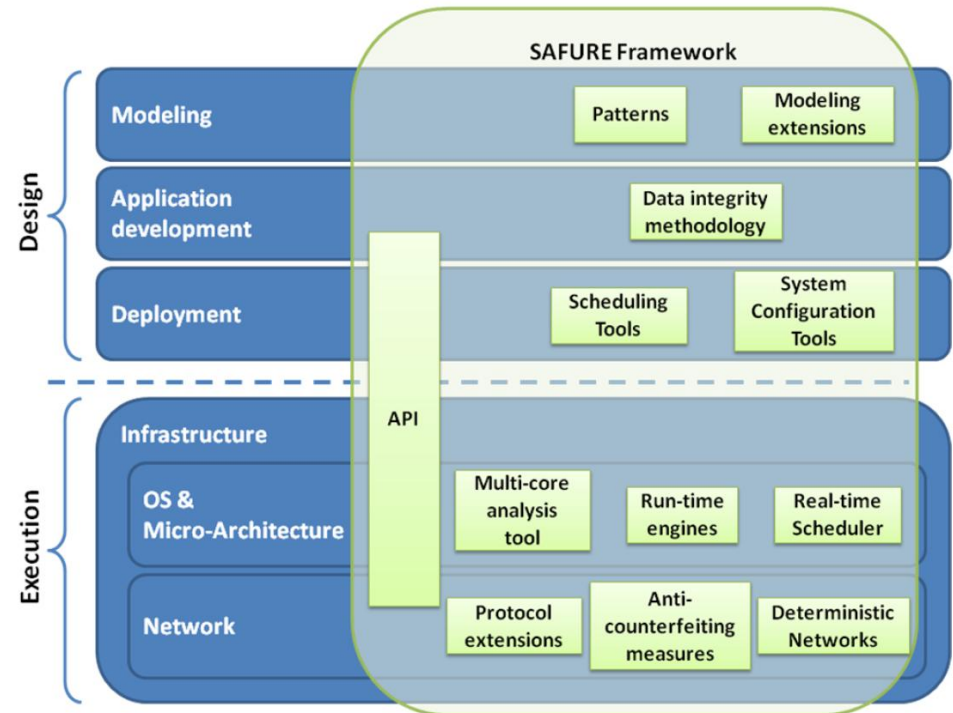 SAFURE Framework
Design
Modeling
Patterns
Modeling
extensions
Application
development
Data integrity
methodology
Deployment
Scheduling
Tools
System
Configuration
Tools
API
Execution
Infrastructure
OS &
Micro-Architecture
Multi-core
analysis
tool
Run-time
engines
Real-time
Scheduler
Network
Protocol
extensions
Anti-
counterfeiting
measures
Deterministic
Networks